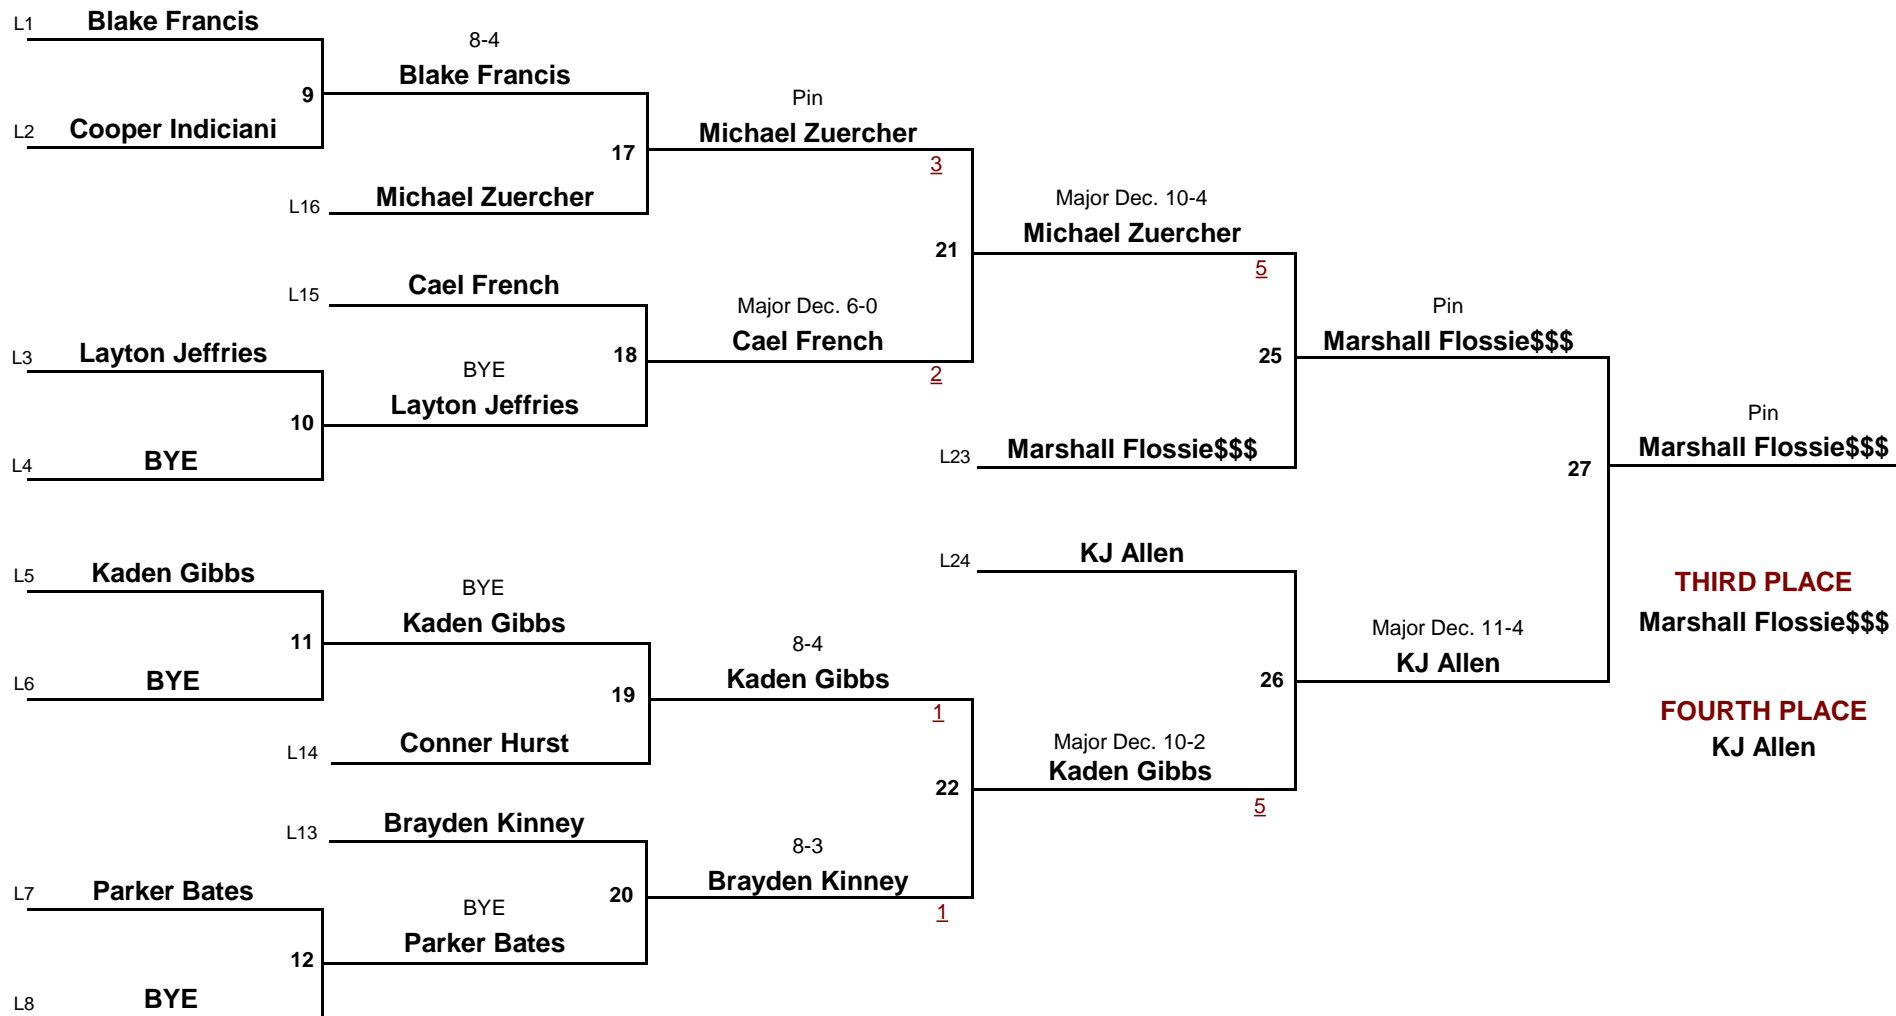 L1
Blake Francis
8-4
Blake Francis
9
L2
Cooper Indiciani
Pin
Michael Zuercher
3
17
L16
Michael Zuercher
Major Dec. 10-4
Michael Zuercher
5
21
L15
Cael French
Major Dec. 6-0
Cael French
2
18
L3
Layton Jeffries
BYE
Layton Jeffries
10
L4
BYE
Pin
Marshall Flossie$$$
25
L23
Marshall Flossie$$$
Pin
Marshall Flossie$$$
27
L24
KJ Allen
L5
Kaden Gibbs
BYE
Kaden Gibbs
11
L6
BYE
8-4
Kaden Gibbs
1
19
L14
Conner Hurst
Major Dec. 11-4
KJ Allen
26
THIRD PLACE
Marshall Flossie$$$
FOURTH PLACE
KJ Allen
Major Dec. 10-2
Kaden Gibbs
5
22
L13
Brayden Kinney
8-3
Brayden Kinney
1
20
L7
Parker Bates
BYE
Parker Bates
12
L8
BYE